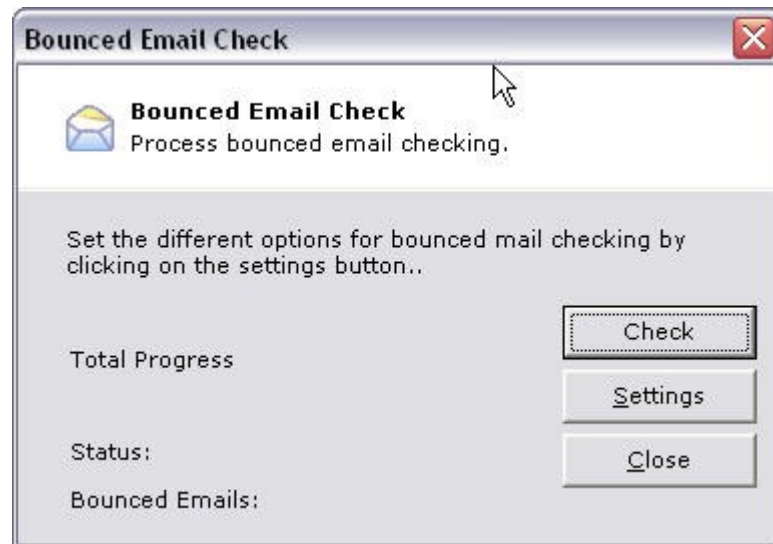 Bounced Email Check
Bounced Email Check
Process bounced email checking.
Set the different options for bounced mail checking by
clicking on the settings button..
Check
Total Progress
Settings
Status:
Close
Bounced Emails: